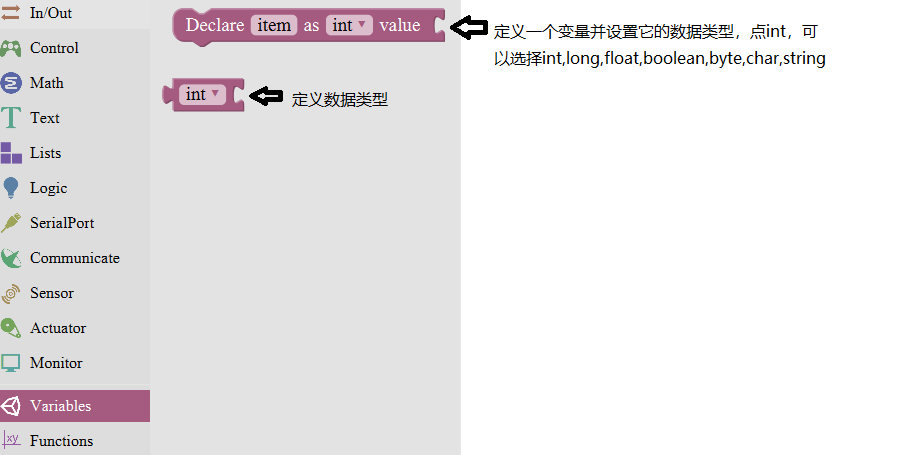 In/Out
Control
Math
Text
Lists
Logic
SerialPort
Communicate
Sensor
Actuator
Monitor
Variables
Functions
Declare item as int value
定义一个变量并设置它的数据类型，点int，可
以选择int,long,float,boolean,byte,char,string
int
定义数据类型